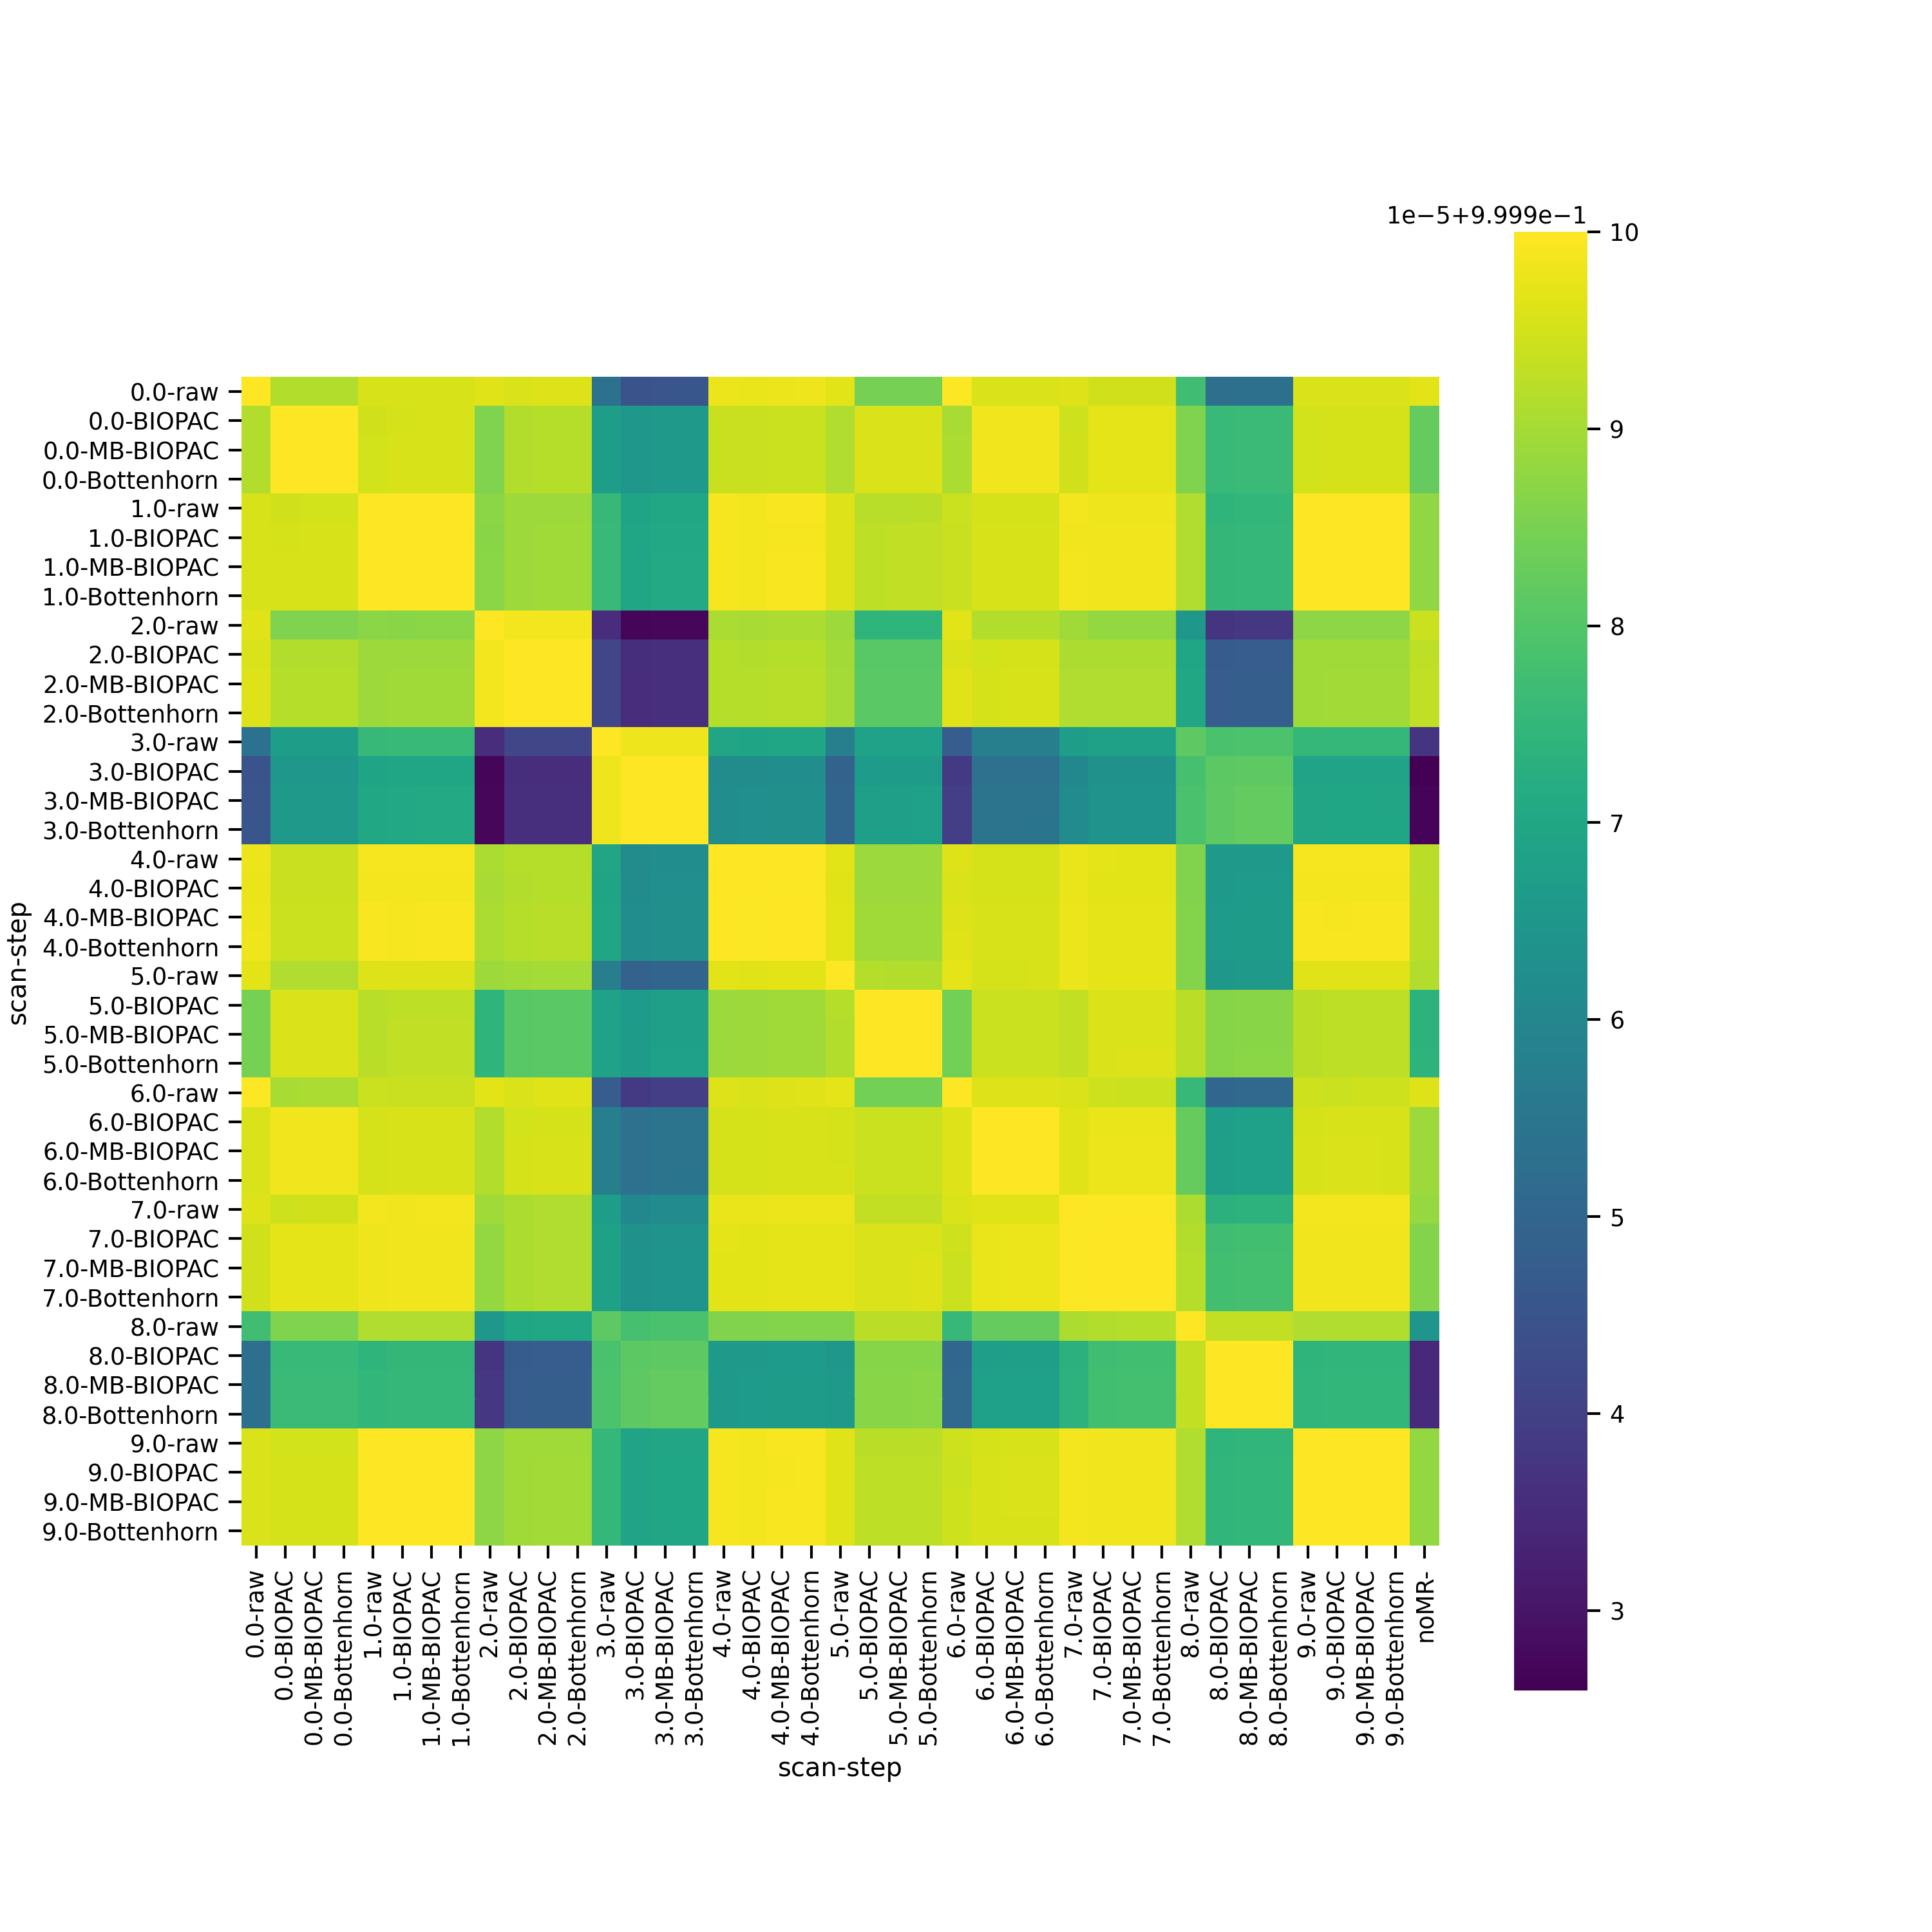 1e−5+9.999e−1
10
9
8
7
6
5
4
3
scan-step
0.0-raw
0.0-BIOPAC
0.0-MB-BIOPAC
0.0-Bottenhorn
1.0-raw
1.0-BIOPAC
1.0-MB-BIOPAC
1.0-Bottenhorn
2.0-raw
2.0-BIOPAC
2.0-MB-BIOPAC
2.0-Bottenhorn
3.0-raw
3.0-BIOPAC
3.0-MB-BIOPAC
3.0-Bottenhorn
4.0-raw
4.0-BIOPAC
4.0-MB-BIOPAC
4.0-Bottenhorn
5.0-raw
5.0-BIOPAC
5.0-MB-BIOPAC
5.0-Bottenhorn
6.0-raw
6.0-BIOPAC
6.0-MB-BIOPAC
6.0-Bottenhorn
7.0-raw
7.0-BIOPAC
7.0-MB-BIOPAC
7.0-Bottenhorn
8.0-raw
8.0-BIOPAC
8.0-MB-BIOPAC
8.0-Bottenhorn
9.0-raw
9.0-BIOPAC
9.0-MB-BIOPAC
9.0-Bottenhorn
0.0-raw
0.0-BIOPAC
0.0-MB-BIOPAC
0.0-Bottenhorn
1.0-raw
1.0-BIOPAC
1.0-MB-BIOPAC
1.0-Bottenhorn
2.0-raw
2.0-BIOPAC
2.0-MB-BIOPAC
2.0-Bottenhorn
3.0-raw
3.0-BIOPAC
3.0-MB-BIOPAC
3.0-Bottenhorn
4.0-raw
4.0-BIOPAC
4.0-MB-BIOPAC
4.0-Bottenhorn
5.0-raw
5.0-BIOPAC
5.0-MB-BIOPAC
5.0-Bottenhorn
6.0-raw
6.0-BIOPAC
6.0-MB-BIOPAC
6.0-Bottenhorn
7.0-raw
7.0-BIOPAC
7.0-MB-BIOPAC
7.0-Bottenhorn
8.0-raw
8.0-BIOPAC
8.0-MB-BIOPAC
8.0-Bottenhorn
9.0-raw
9.0-BIOPAC
9.0-MB-BIOPAC
9.0-Bottenhorn
noMR-
scan-step